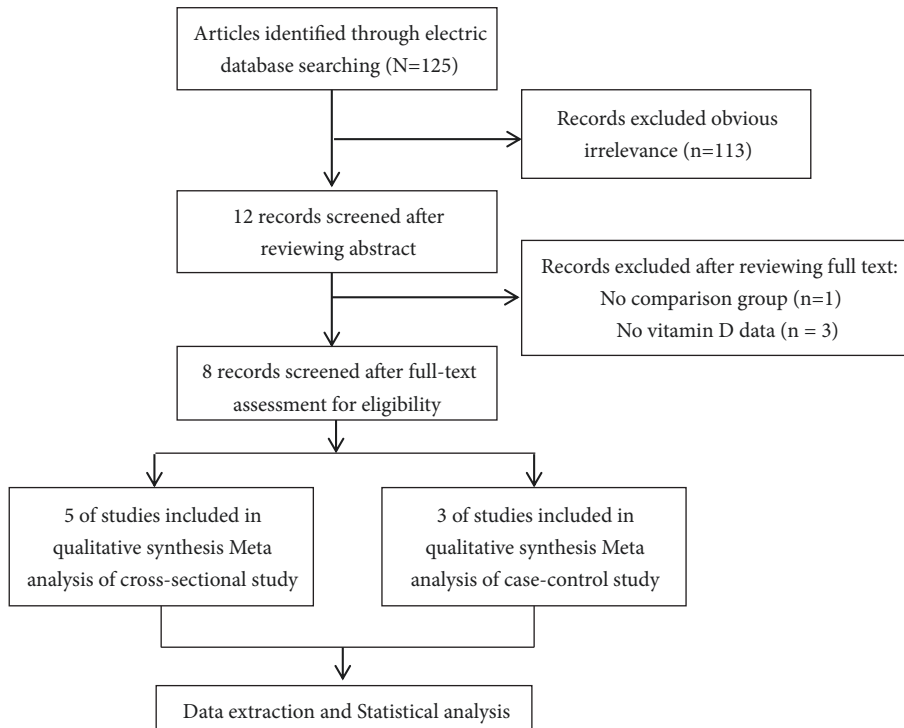 Articles identified through electric
database searching (N=125)
Records excluded obvious
irrelevance (n=113)
12 records screened after
reviewing abstract
Records excluded after reviewing full text:
No comparison group (n=1)
No vitamin D data (n = 3)
8 records screened after full-text
assessment for eligibility
5 of studies included in
qualitative synthesis Meta
analysis of cross-sectional study
3 of studies included in
qualitative synthesis Meta
analysis of case-control study
Data extraction and Statistical analysis